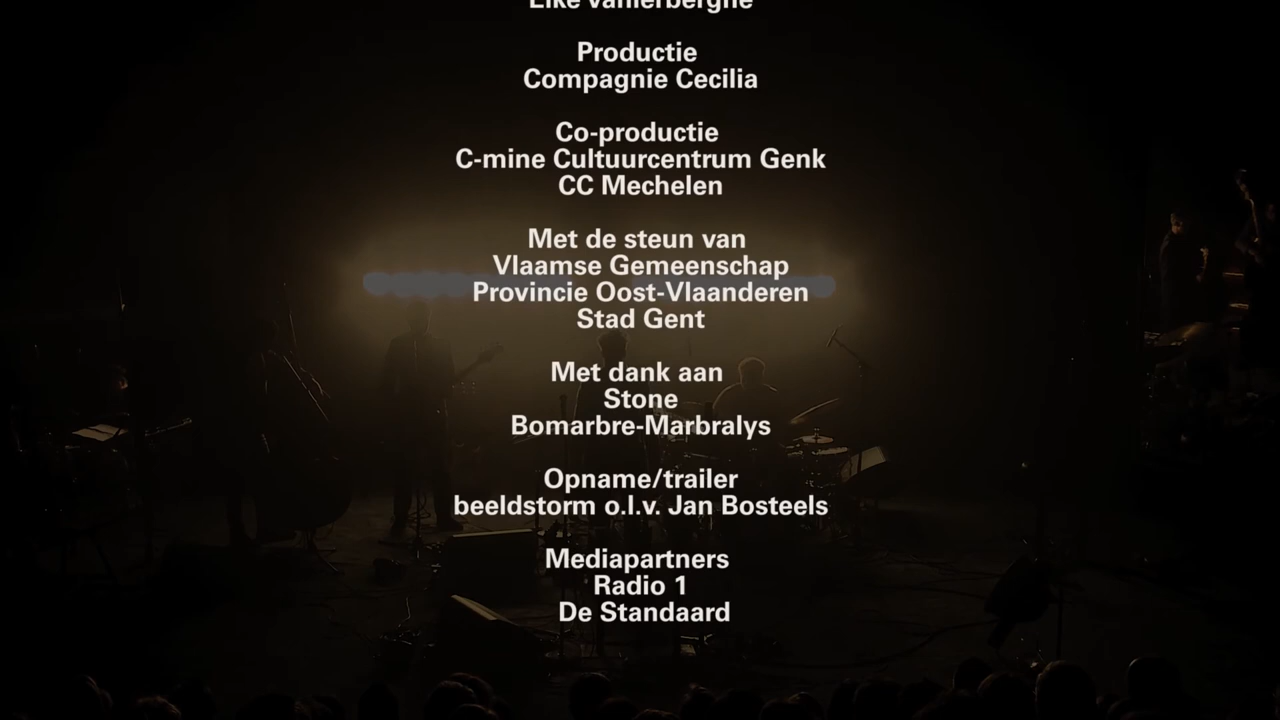 Productie
Compagnie Cecilia
Co-productie
C-mine Cultuurcentrum Genk
CC Mechelen
Met de steun van
Vlaamse Gemeenschap
Provincie Oost-Vlaanderen
Stad Gent
Met dank aan
Stone
Bomarbre-Marbralys
Opname/trailer
beeldstorm o.l.v. Jan Bosteels
Mediapartners
Radio 1
De Standaard